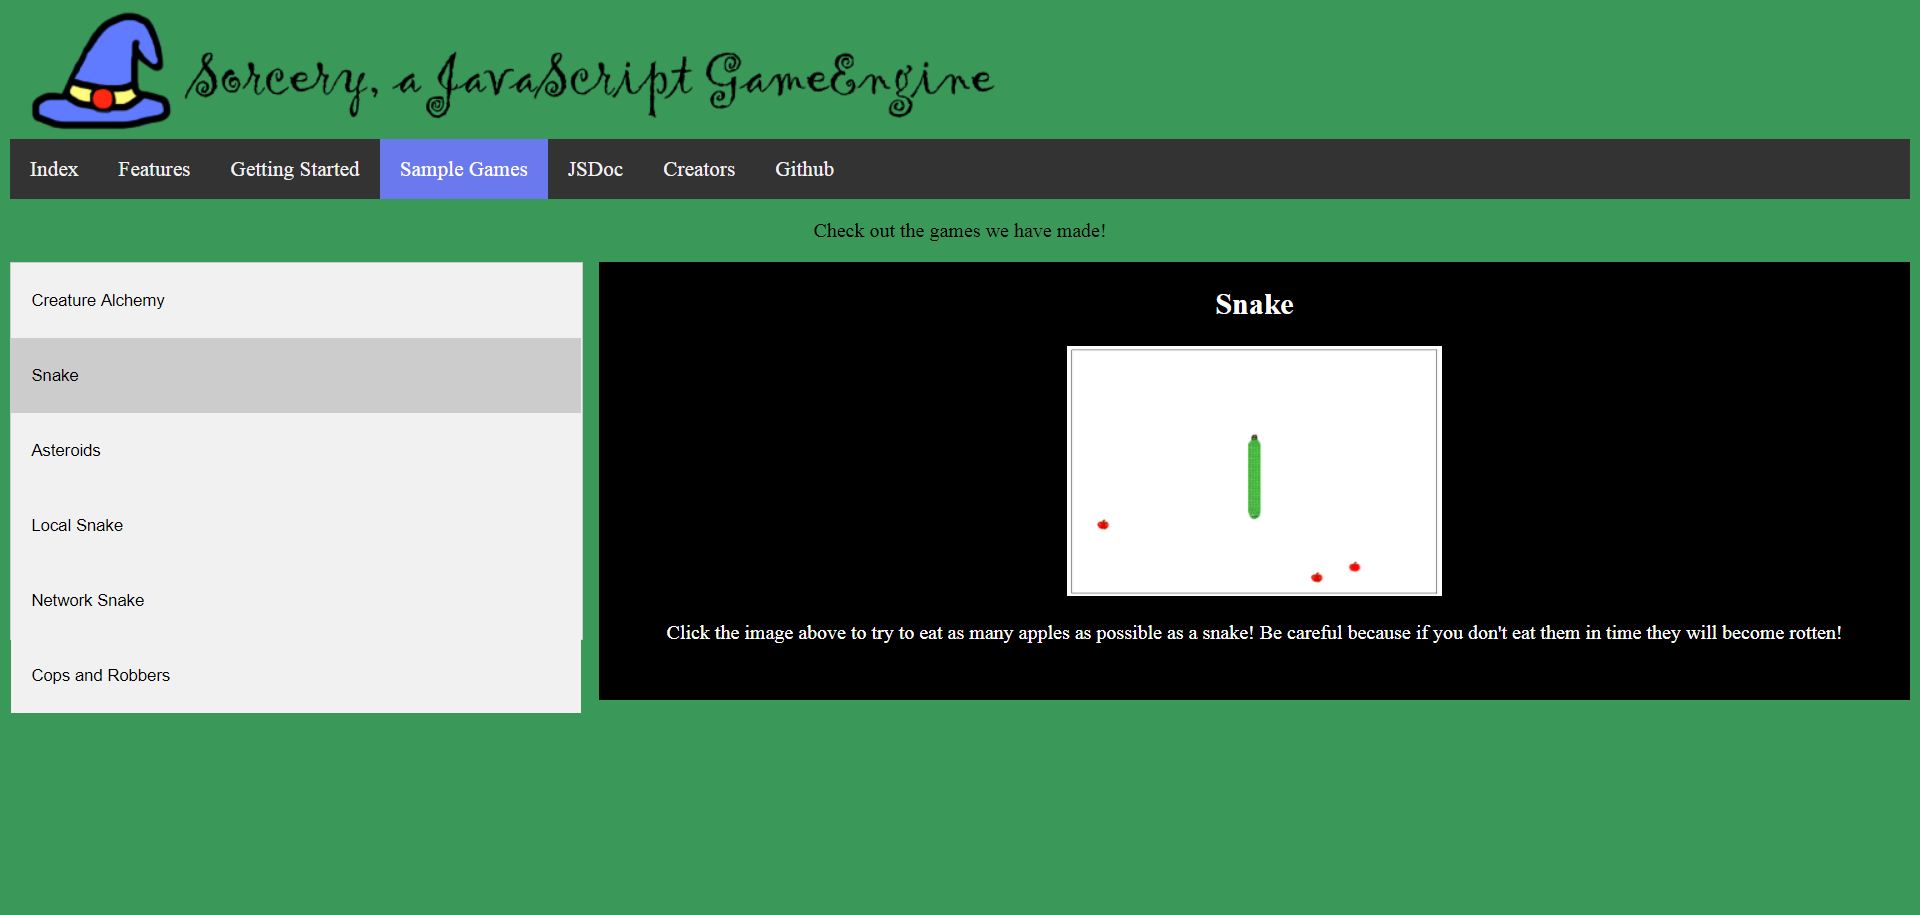 Sorcery, a JavaScript GameEngine
Index Features Getting Started Sample Games JSDoc Creators Github
Check out the games we have made!
Creature Alchemy
Snake
Asteroids
Local Snake
Network Snake
Cops and Robbers
Snake
Click the image above to try to eat as many apples as possible as a snake! Be careful because if you don't eat them in time they will become rotten!